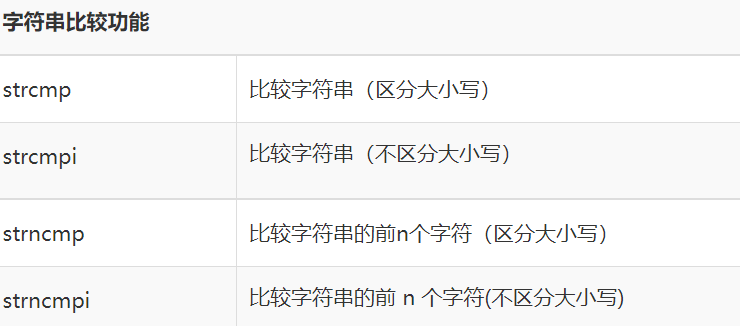 字符串比较功能
strcmp 比较字符串（区分大小写）
strcmpi 比较字符串（不区分大小写）
strncmp 比较字符串的前n个字符（区分大小写）
strncmpi 比较字符串的前 n 个字符(不区分大小写)